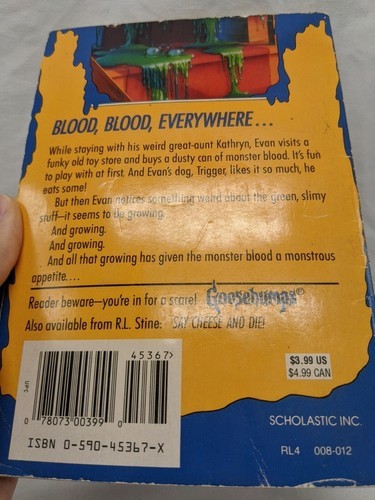 BLOOD, BLOOD, EVERYWHERE...
While staying with his weird great-aunt Kathryn, Evan visits a
funky old toy store and buys a dusty can of monster blood. It's fun
to play with at first. And Evan's dog, Trigger, likes it so much, he
eats some!
But then Evan notices something weird about the green, slimy
stuff—it seems to be growing.
And growing.
And growing.
And all that growing has given the monster blood a monstrous
appetite....
Reader beware—you're in for a scare! Goosebumps®
Also available from R.L. Stine: SAY CHEESE AND DIE!
45367>
$3.99 US
$4.99 CAN
UPC
0 78073 00399 0
ISBN 0-590-45367-X
SCHOLASTIC INC.
RL4 008-012